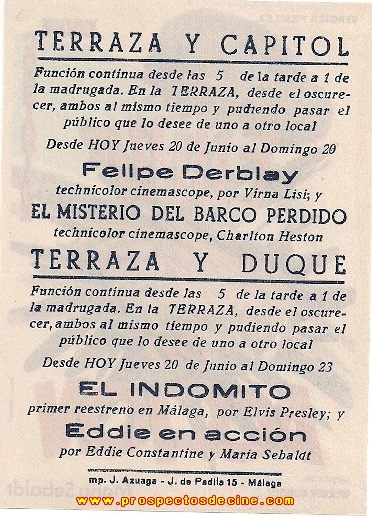 TERRAZA Y CAPITOL
Función continua desde las 5 de la tarde a 1 de
la madrugada. En la TERRAZA, desde el oscure-
cer, ambos al mismo tiempo y pudiendo pasar el
público que lo desee de uno a otro local
Desde HOY Jueves 20 de Junio al Domingo 20
Felipe Derblay
technicolor cinemascope, por Virna Lisi; y
EL MISTERIO DEL BARCO PERDIDO
technicolor cinemascope, Charlton Heston
TERRAZA Y DUQUE
Función continua desde las 5 de la tarde a 1 de
la madrugada. En la TERRAZA, desde el oscure-
cer, ambos al mismo tiempo y pudiendo pasar el
público que lo desee de uno a otro local
Desde HOY Jueves 20 de Junio al Domingo 23
EL INDOMITO
primer reestreno en Málaga, por Elvis Presley; y
Eddie en acción
por Eddie Constantine y Maria Sebaldt
mp. J. Azuaga - J. de Padilla 15 - Málaga
www.prospectosdecine.com